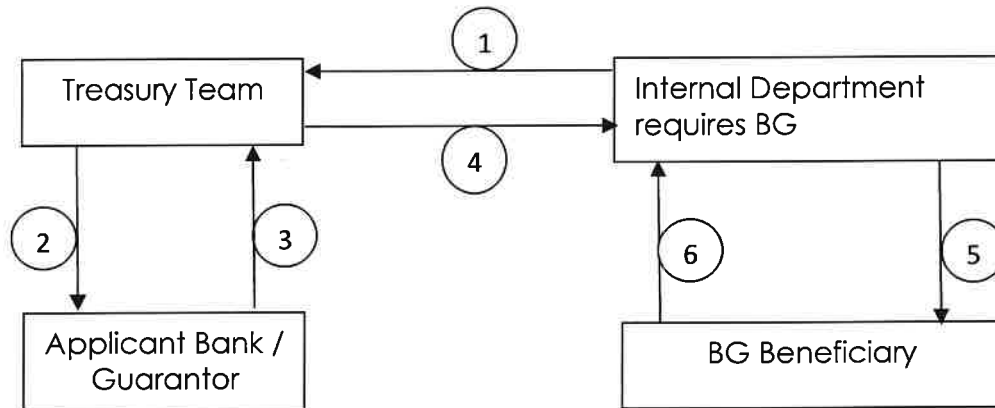 1
Treasury Team
Internal Department
requires BG
4
2
3
6
5
Applicant Bank /
Guarantor
BG Beneficiary